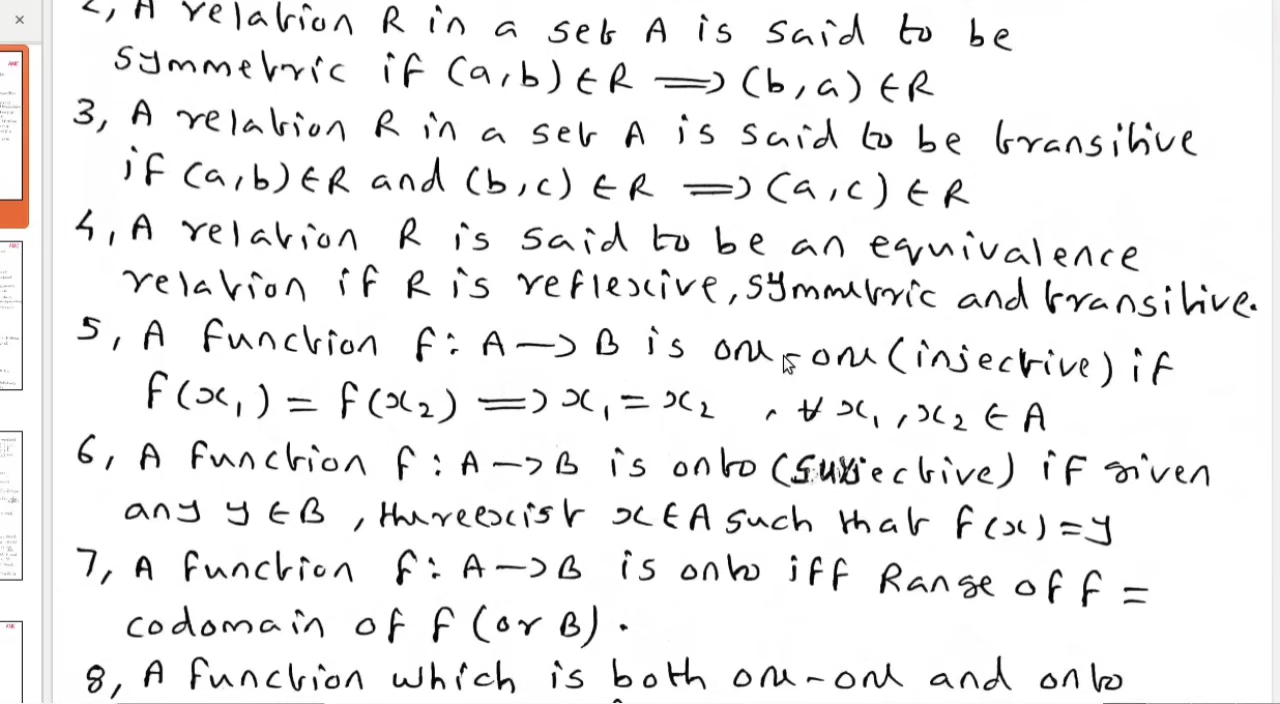 2, A relation R in a set A is said to be
symmetric if (a,b) ∈ R ⟹ (b,a) ∈ R
3, A relation R in a set A is said to be transitive
if (a,b) ∈ R and (b,c) ∈ R ⟹ (a,c) ∈ R
4, A relation R is said to be an equivalence
relation if R is reflexive, symmetric and transitive.
5, A function f: A → B is one-one (injective) if
f(x₁) = f(x₂) ⟹ x₁ = x₂ , ∀ x₁, x₂ ∈ A
6, A function f: A → B is onto (surjective) if given
any y ∈ B, there exist x ∈ A such that f(x) = y
7, A function f: A → B is onto iff Range of f =
codomain of f (or B).
8, A function which is both one-one and onto